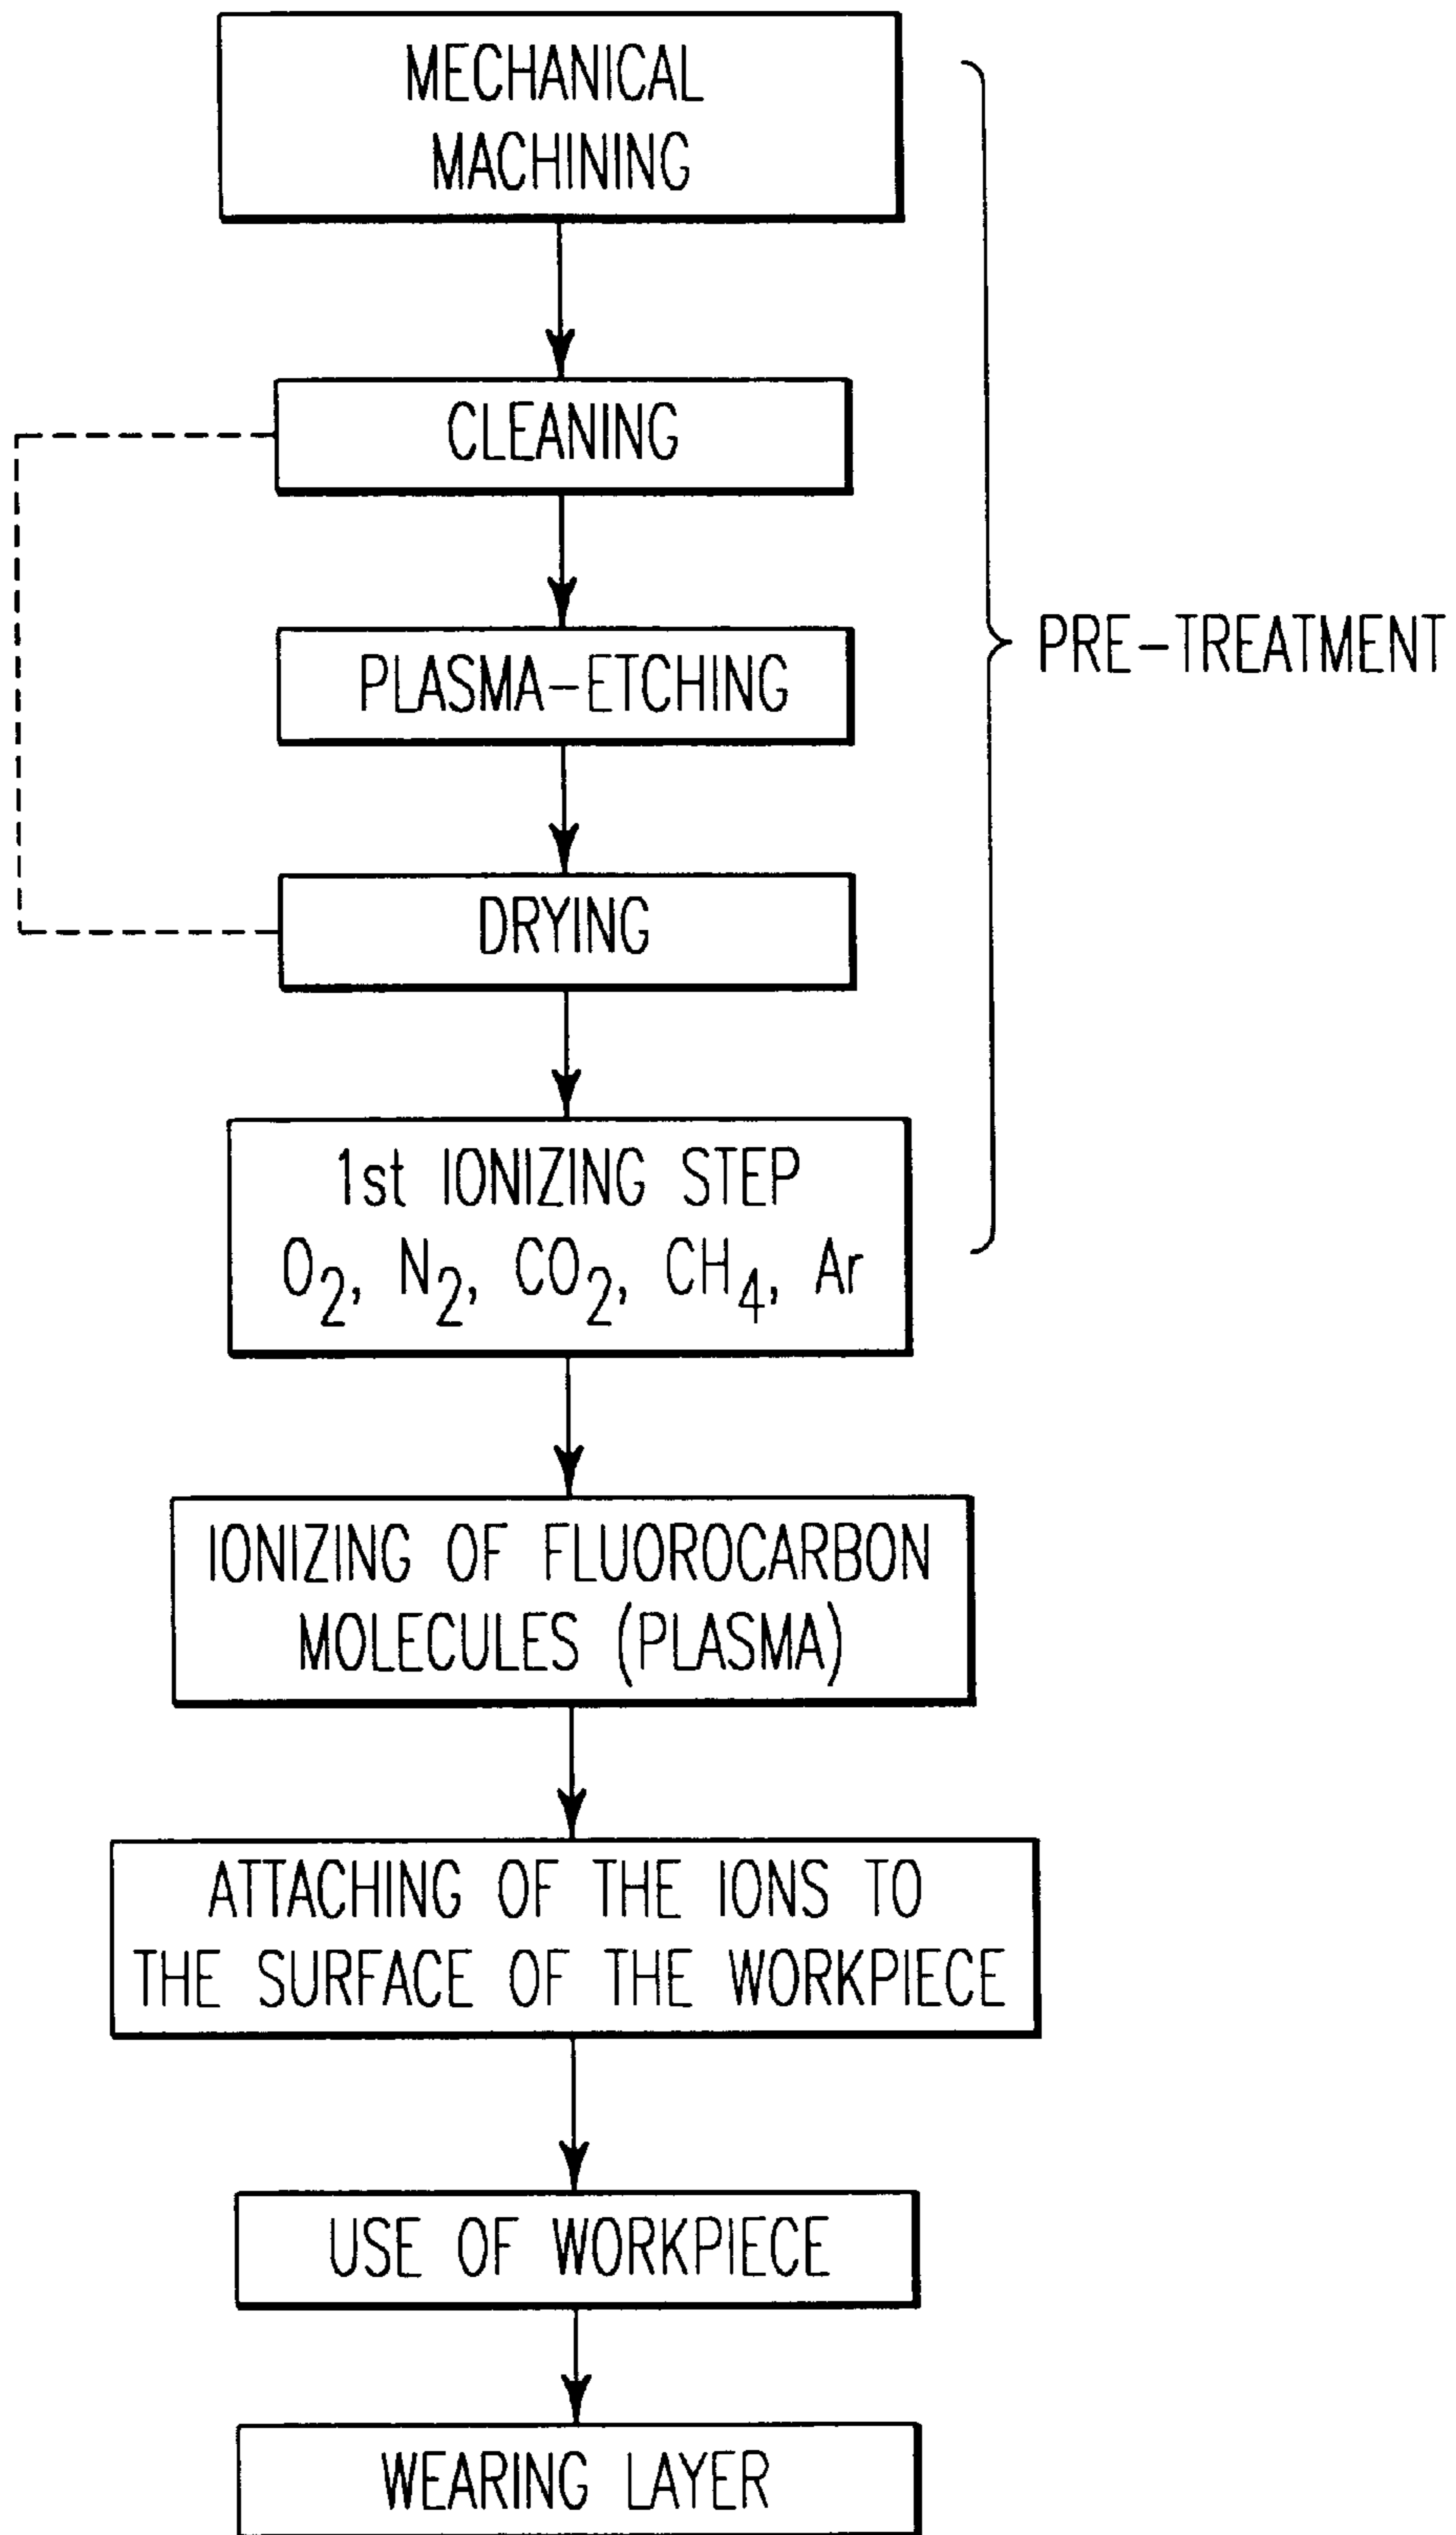 MECHANICAL
MACHINING
CLEANING
PLASMA-ETCHING
PRE-TREATMENT
DRYING
1st IONIZING STEP
O2, N2, CO2, CH4, Ar
IONIZING OF FLUOROCARBON
MOLECULES (PLASMA)
ATTACHING OF THE IONS TO
THE SURFACE OF THE WORKPIECE
USE OF WORKPIECE
WEARING LAYER